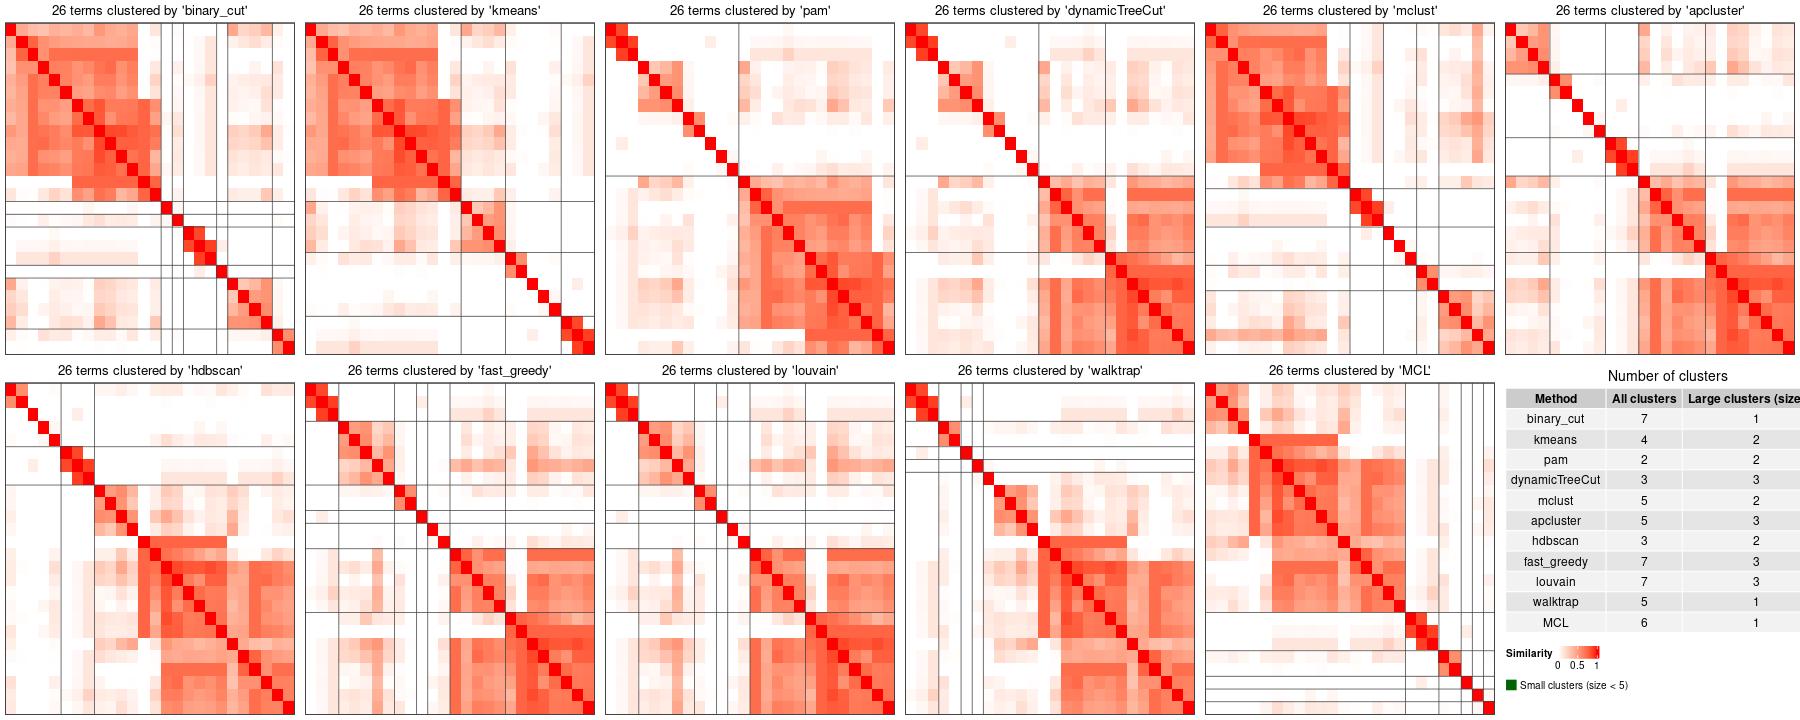 26 terms clustered by 'binary_cut'
26 terms clustered by 'kmeans'
26 terms clustered by 'pam'
26 terms clustered by 'dynamicTreeCut'
26 terms clustered by 'mclust'
26 terms clustered by 'apcluster'
26 terms clustered by 'hdbscan'
26 terms clustered by 'fast_greedy'
26 terms clustered by 'louvain'
26 terms clustered by 'walktrap'
26 terms clustered by 'MCL'
Number of clusters
Method All clusters Large clusters (size
binary_cut 7 1
kmeans 4 2
pam 2 2
dynamicTreeCut 3 3
mclust 5 2
apcluster 5 3
hdbscan 3 2
fast_greedy 7 3
louvain 7 3
walktrap 5 1
MCL 6 1
Similarity
0 0.5 1
Small clusters (size < 5)